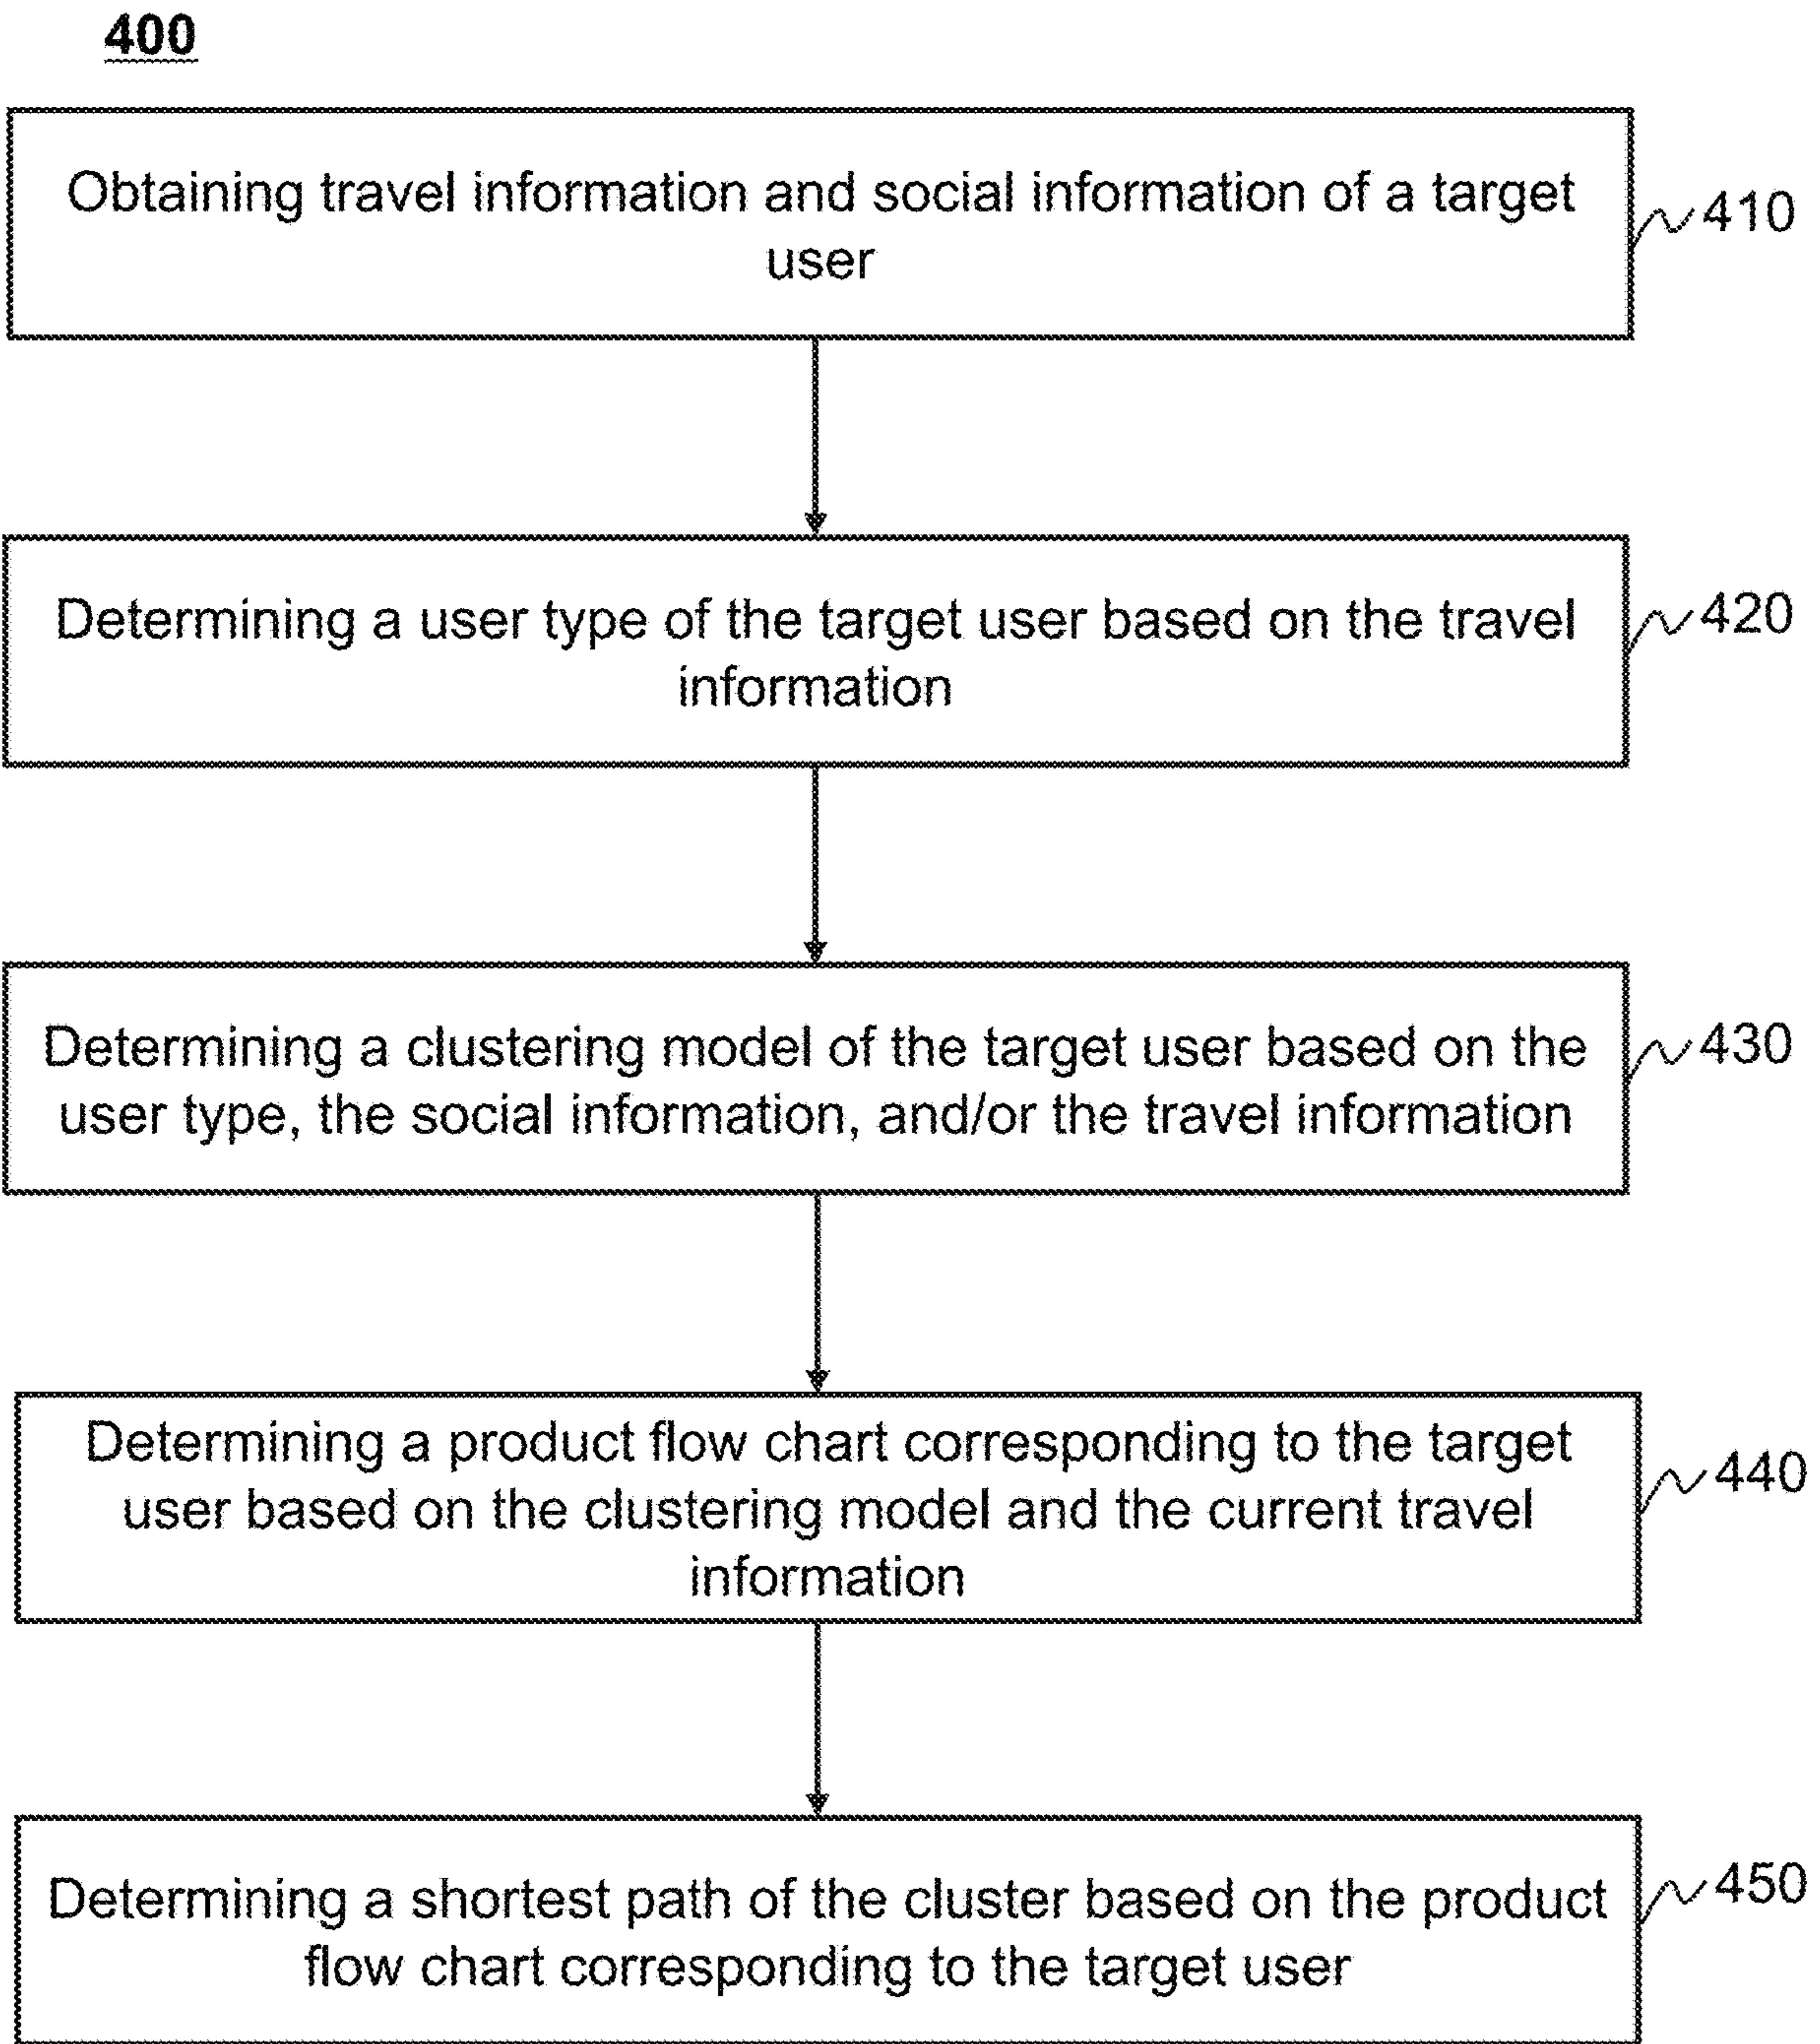 400
Obtaining travel information and social information of a target
user
410
Determining a user type of the target user based on the travel
information
420
Determining a clustering model of the target user based on the
user type, the social information, and/or the travel information
430
Determining a product flow chart corresponding to the target
user based on the clustering model and the current travel
information
440
Determining a shortest path of the cluster based on the product
flow chart corresponding to the target user
450